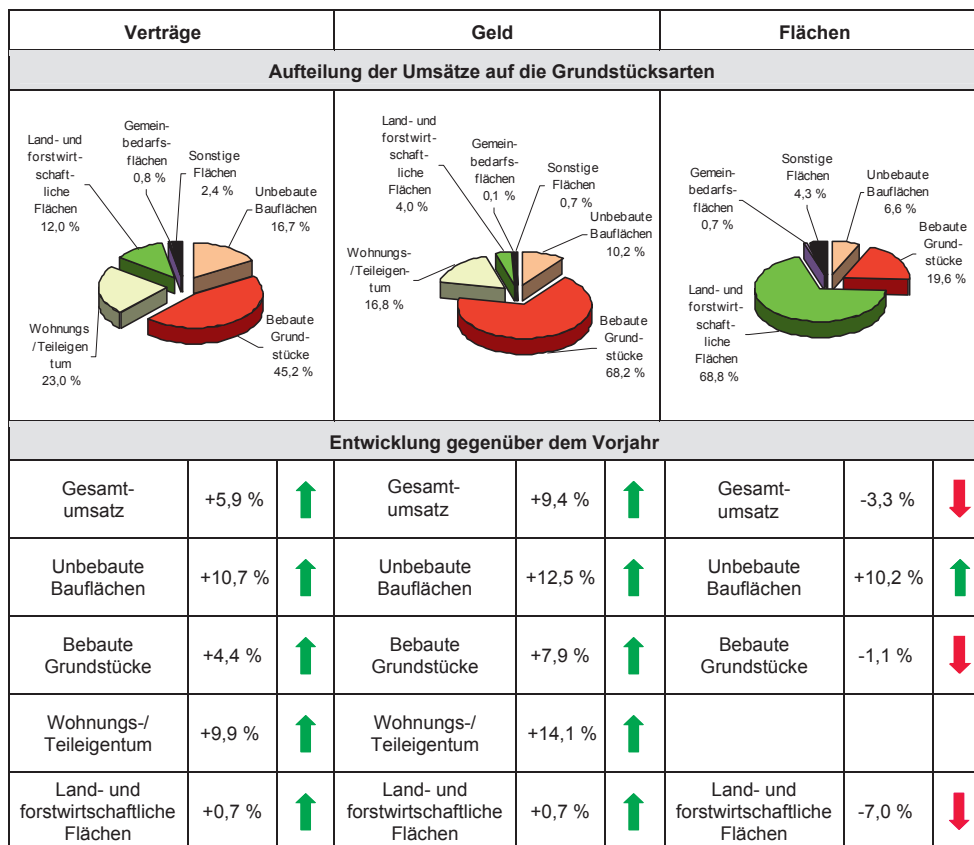 Verträge
Geld
Flächen
Aufteilung der Umsätze auf die Grundstücksarten
Land- und
forstwirt-
schaft-
liche
Flächen
12,0 %
Gemein-
bedarfs-
flächen
0,8 %
Sonstige
Flächen
2,4 %
Unbebaute
Bauflächen
16,7 %
Wohnungs
/Teileigen
tum
23,0 %
Bebaute
Grund-
stücke
45,2 %
Land- und
forstwirt-
schaft-
liche
Flächen
4,0 %
Gemein-
bedarfs-
flächen
0,1 %
Sonstige
Flächen
0,7 %
Unbebaute
Bauflächen
10,2 %
Wohnungs-
/Teileigen-
tum
16,8 %
Bebaute
Grund-
stücke
68,2 %
Gemein-
bedarfs-
flächen
0,7 %
Sonstige
Flächen
4,3 %
Unbebaute
Bauflächen
6,6 %
Bebaute
Grund-
stücke
19,6 %
Land- und
forstwirt-
schaft-
liche
Flächen
68,8 %
Entwicklung gegenüber dem Vorjahr
Gesamt-
umsatz
+5,9 %
Gesamt-
umsatz
+9,4 %
Gesamt-
umsatz
-3,3 %
Unbebaute
Bauflächen
+10,7 %
Unbebaute
Bauflächen
+12,5 %
Unbebaute
Bauflächen
+10,2 %
Bebaute
Grundstücke
+4,4 %
Bebaute
Grundstücke
+7,9 %
Bebaute
Grundstücke
-1,1 %
Wohnungs-/
Teileigentum
+9,9 %
Wohnungs-/
Teileigentum
+14,1 %
Land- und
forstwirtschaftliche
Flächen
+0,7 %
Land- und
forstwirtschaftliche
Flächen
+0,7 %
Land- und
forstwirtschaftliche
Flächen
-7,0 %